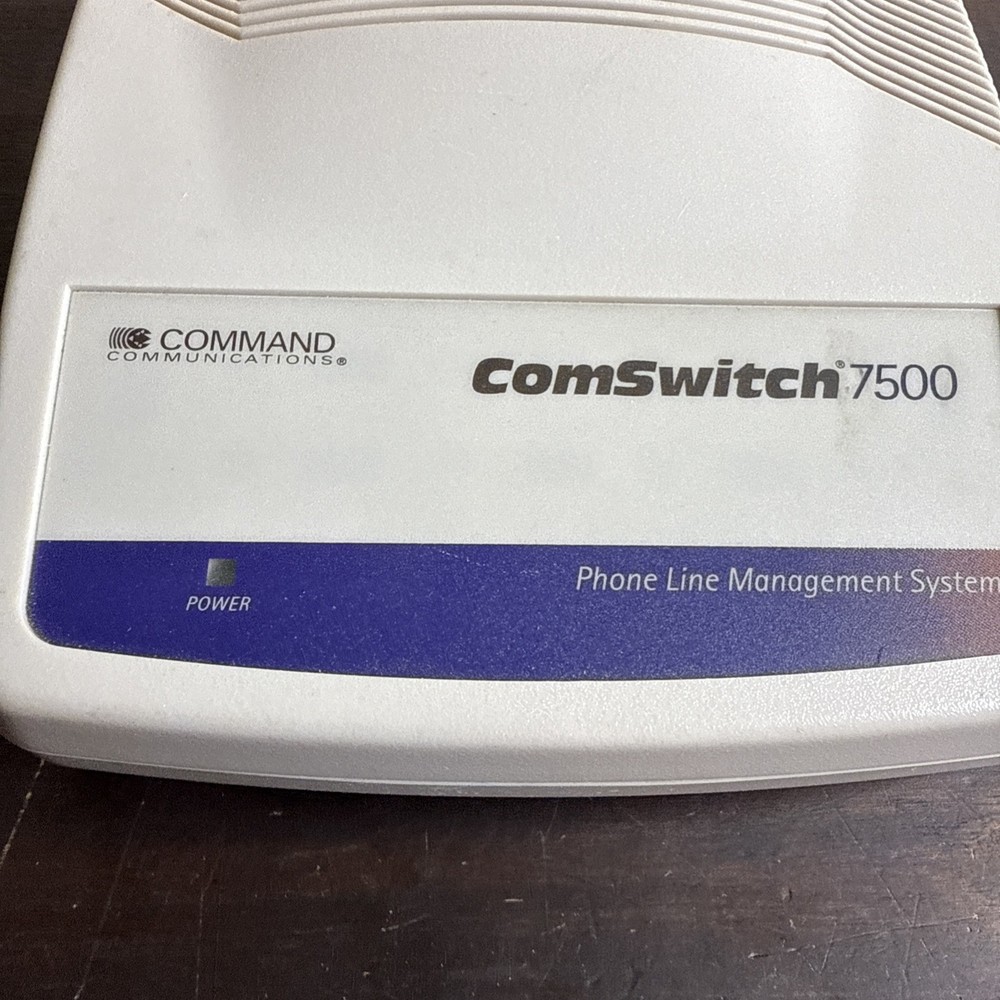 COMMAND
COMMUNICATIONS®
ComSwitch® 7500
POWER
Phone Line Management System